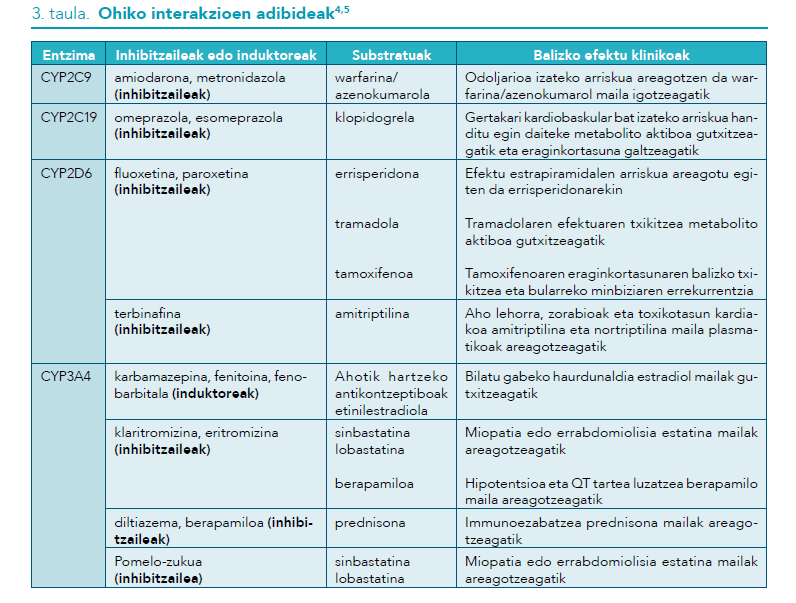 3. taula. Ohiko interakzioen adibideak4,5
Entzima Inhibitzaileak edo induktoreak Substratuak Balizko efektu klinikoak
CYP2C9 amiodarona, metronidazola warfarina/ Odoljarioa izateko arriskua areagotzen da war-
(inhibitzaileak) azenokumarola farina/azenokumarol maila igotzeagatik
CYP2C19 omeprazola, esomeprazola klopidogrela Gertakari kardiobaskular bat izateko arriskua han-
(inhibitzaileak) ditu egin daiteke metabolito aktiboa gutxitzea-
gatik eta eraginkortasuna galtzeagatik
CYP2D6 fluoxetina, paroxetina errisperidona Efektu estrapiramidalen arriskua areagotu egi-
(inhibitzaileak) ten da errisperidonarekin
tramadola Tramadolaren efektuaren txikitzea metabolito
aktiboa gutxitzeagatik
tamoxifenoa Tamoxifenoaren eraginkortasunaren balizko txi-
kitzea eta bularreko minbiziaren errekurrentzia
terbinafina amitriptilina Aho lehorra, zorabioak eta toxikotasun kardia-
(inhibitzaileak) koa amitriptilina eta nortriptilina maila plasma-
tikoak areagotzeagatik
CYP3A4 karbamazepina, fenitoina, feno- Ahotik hartzeko Bilatu gabeko haurdunaldia estradiol mailak gu-
barbitala (induktoreak) antikontzeptiboak txitzeagatik
etinilestradiola
klaritromizina, eritromizina sinbastatina Miopatia edo errabdomiolisia estatina mailak
(inhibitzaileak) lobastatina areagotzeagatik
berapamiloa Hipotentsioa eta QT tartea luzatzea berapamilo
maila areagotzeagatik
diltiazema, berapamiloa (inhibi- prednisona Immunoezabatzea prednisona mailak areago-
tzaileak) tzeagatik
Pomelo-zukua sinbastatina Miopatia edo errabdomiolisia estatina mailak
(inhibitzailea) lobastatina areagotzeagatik